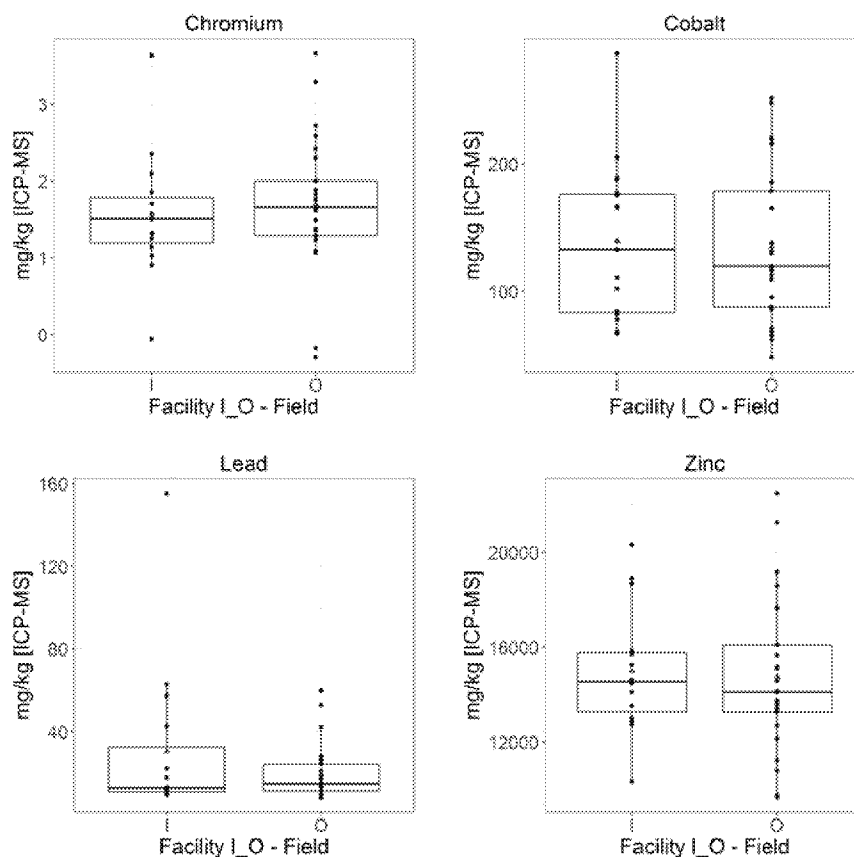 Chromium
mg/kg [ICP-MS]
3
2
1
0
I
O
Facility I_O - Field
Cobalt
mg/kg [ICP-MS]
200
100
I
O
Facility I_O - Field
Lead
mg/kg [ICP-MS]
160
120
80
40
I
O
Facility I_O - Field
Zinc
mg/kg [ICP-MS]
20000
16000
12000
I
O
Facility I_O - Field